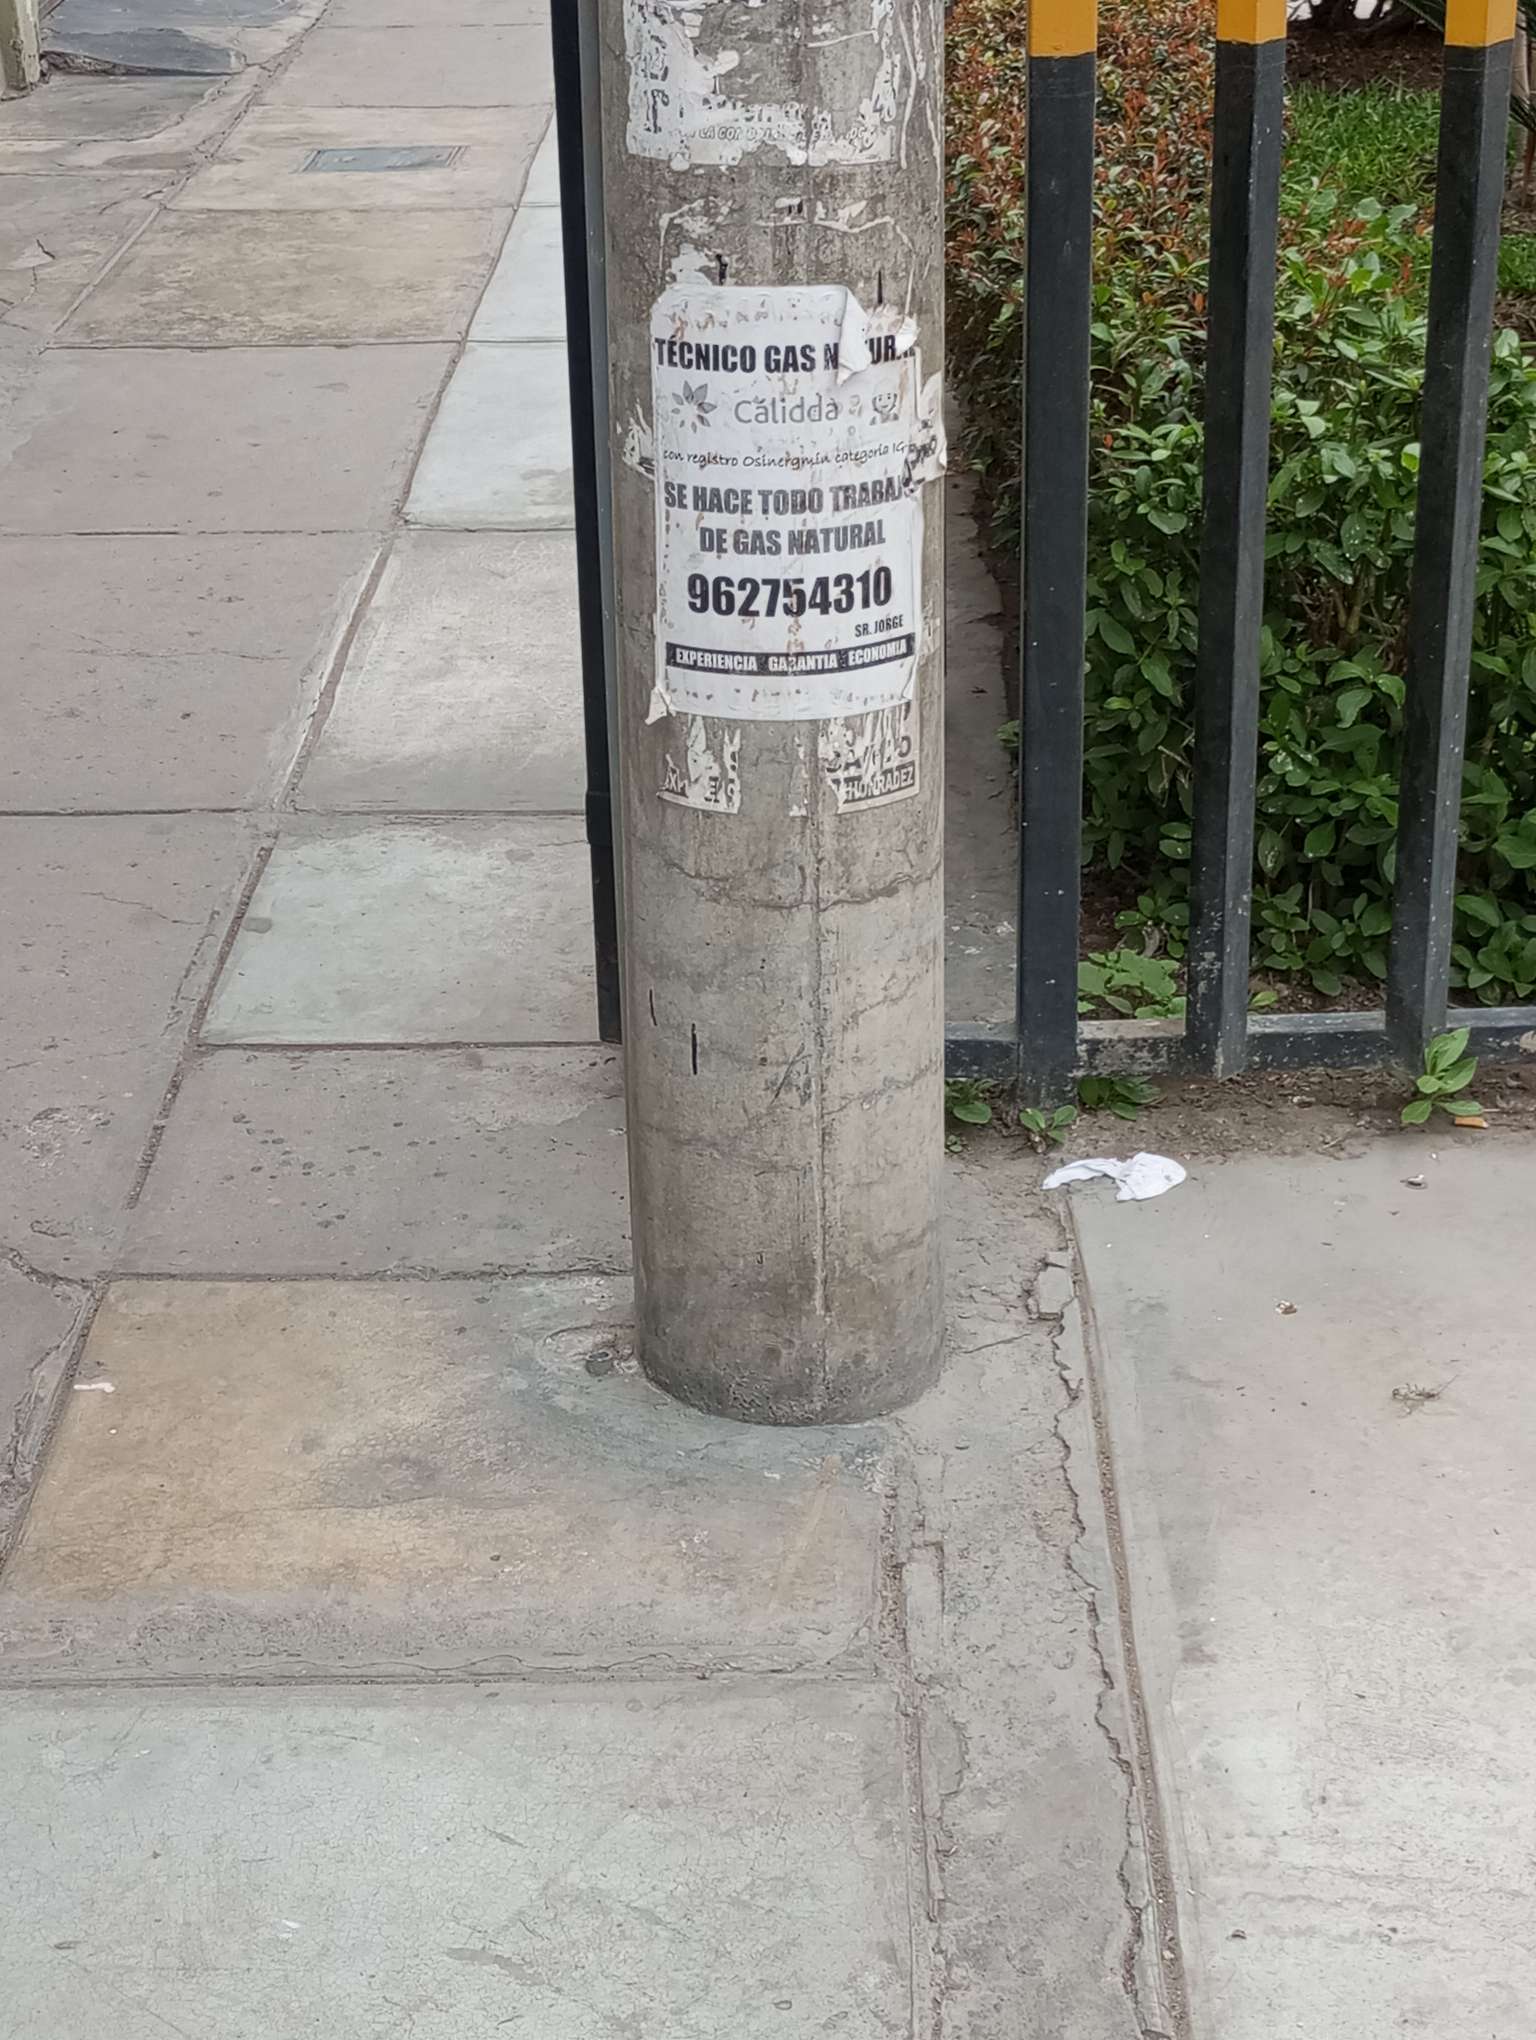 TÉCNICO GAS
Cálidda
con registro Osinergmin categoría IG
SE HACE TODO
DE GAS NATURAL
962754310
SR. JORGE
EXPERIENCIA GARANTIA ECONOMIA
HONRADEZ